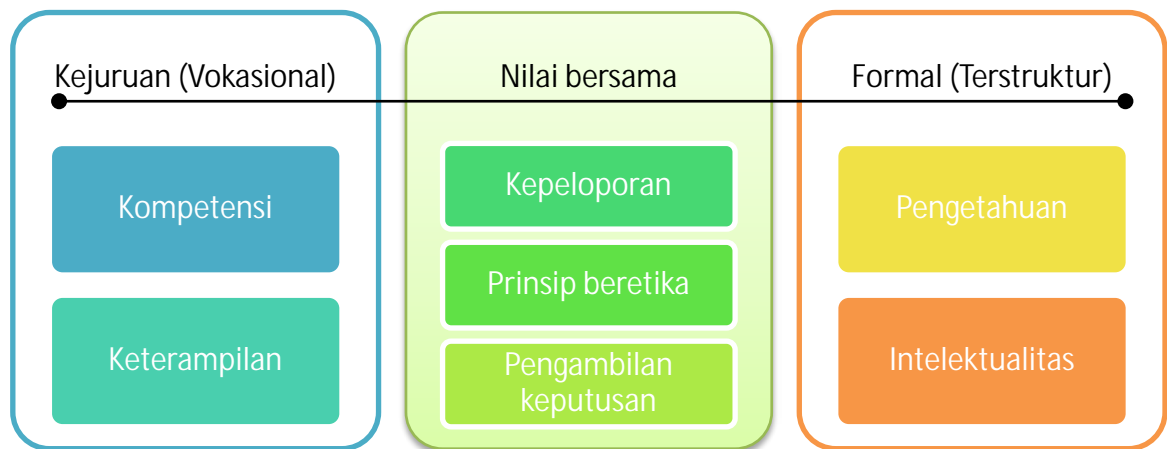 Kejuruan (Vokasional)
Kompetensi
Keterampilan
Nilai bersama
Kepeloporan
Prinsip beretika
Pengambilan
keputusan
Formal (Terstruktur)
Pengetahuan
Intelektualitas